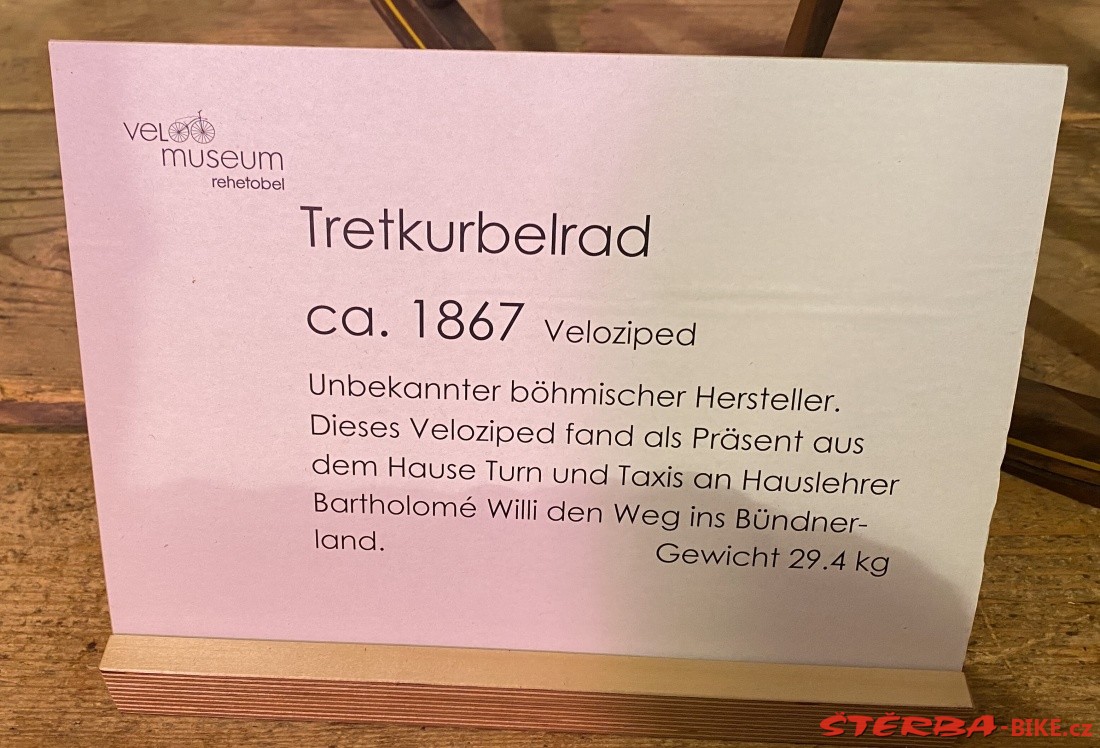 velo
museum
rehetobel
Tretkurbelrad
ca. 1867 Veloziped
Unbekannter böhmischer Hersteller.
Dieses Veloziped fand als Präsent aus
dem Hause Turn und Taxis an Hauslehrer
Bartholomé Willi den Weg ins Bündner-
land. Gewicht 29.4 kg
ŠTĚRBA-BIKE.cz